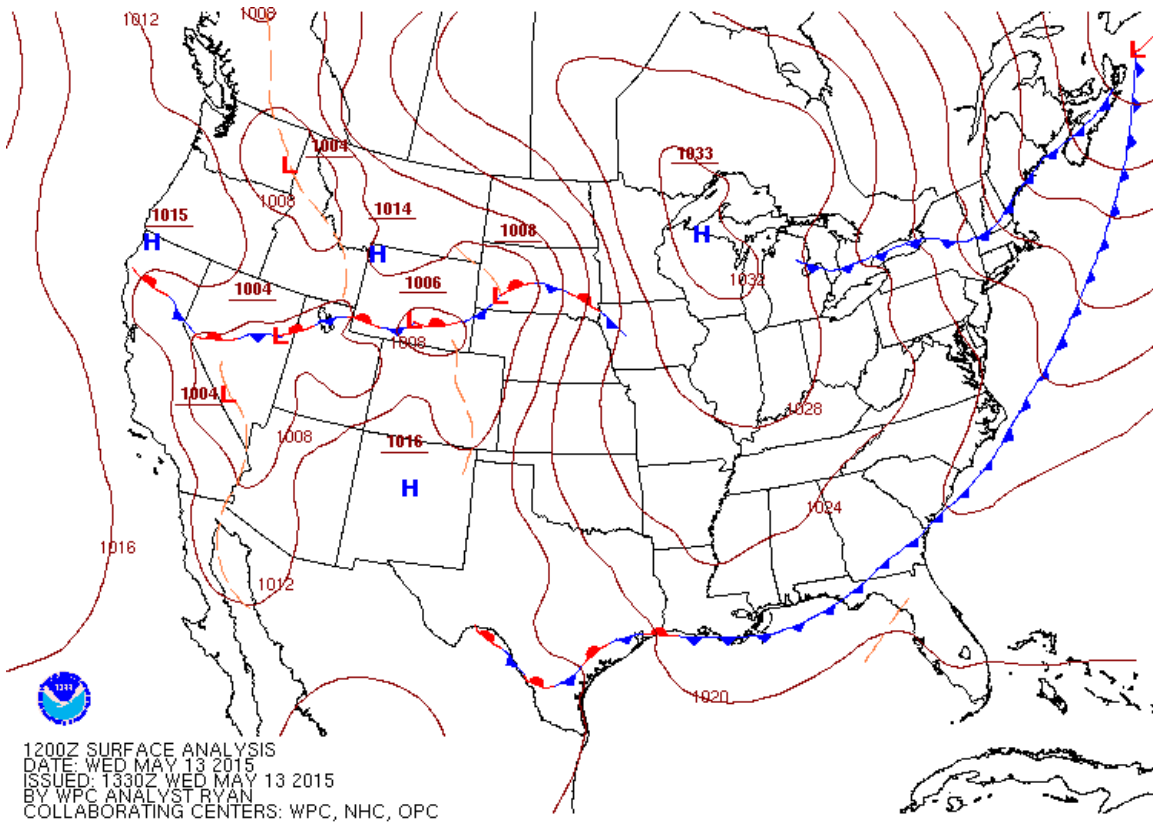 1012
1008
1004
1033
1008
1015
1014
1008
H
L
H
H
L
1004
1006
1032
L
L
L
1008
1004
L
1008
1016
1028
H
1024
1016
1012
1020
1200Z SURFACE ANALYSIS
DATE: WED MAY 13 2015
ISSUED: 1330Z WED MAY 13 2015
BY WPC ANALYST RYAN
COLLABORATING CENTERS: WPC, NHC, OPC